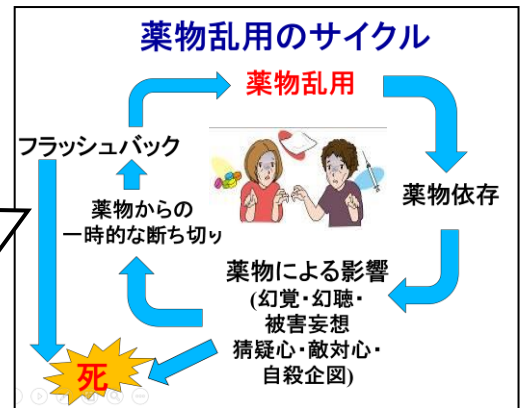 薬物乱用のサイクル
薬物乱用
フラッシュバック
薬物依存
薬物からの
一時的な断ち切り
薬物による影響
(幻覚・幻聴・
被害妄想
猜疑心・敵対心・
自殺企図)
死